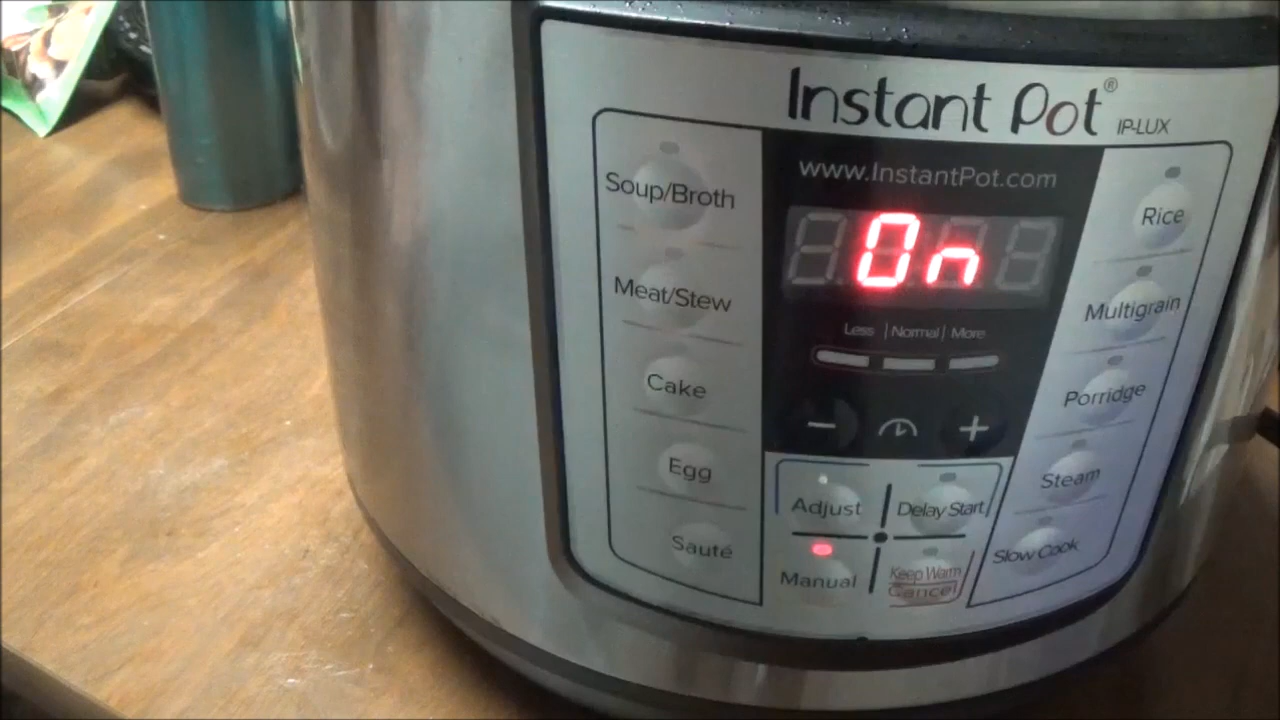 Instant Pot® IP-LUX
www.InstantPot.com
On
Less | Normal | More
− +
Soup/Broth
Meat/Stew
Cake
Egg
Sauté
Adjust
Delay Start
Manual
Keep Warm
Cancel
Rice
Multigrain
Porridge
Steam
Slow Cook